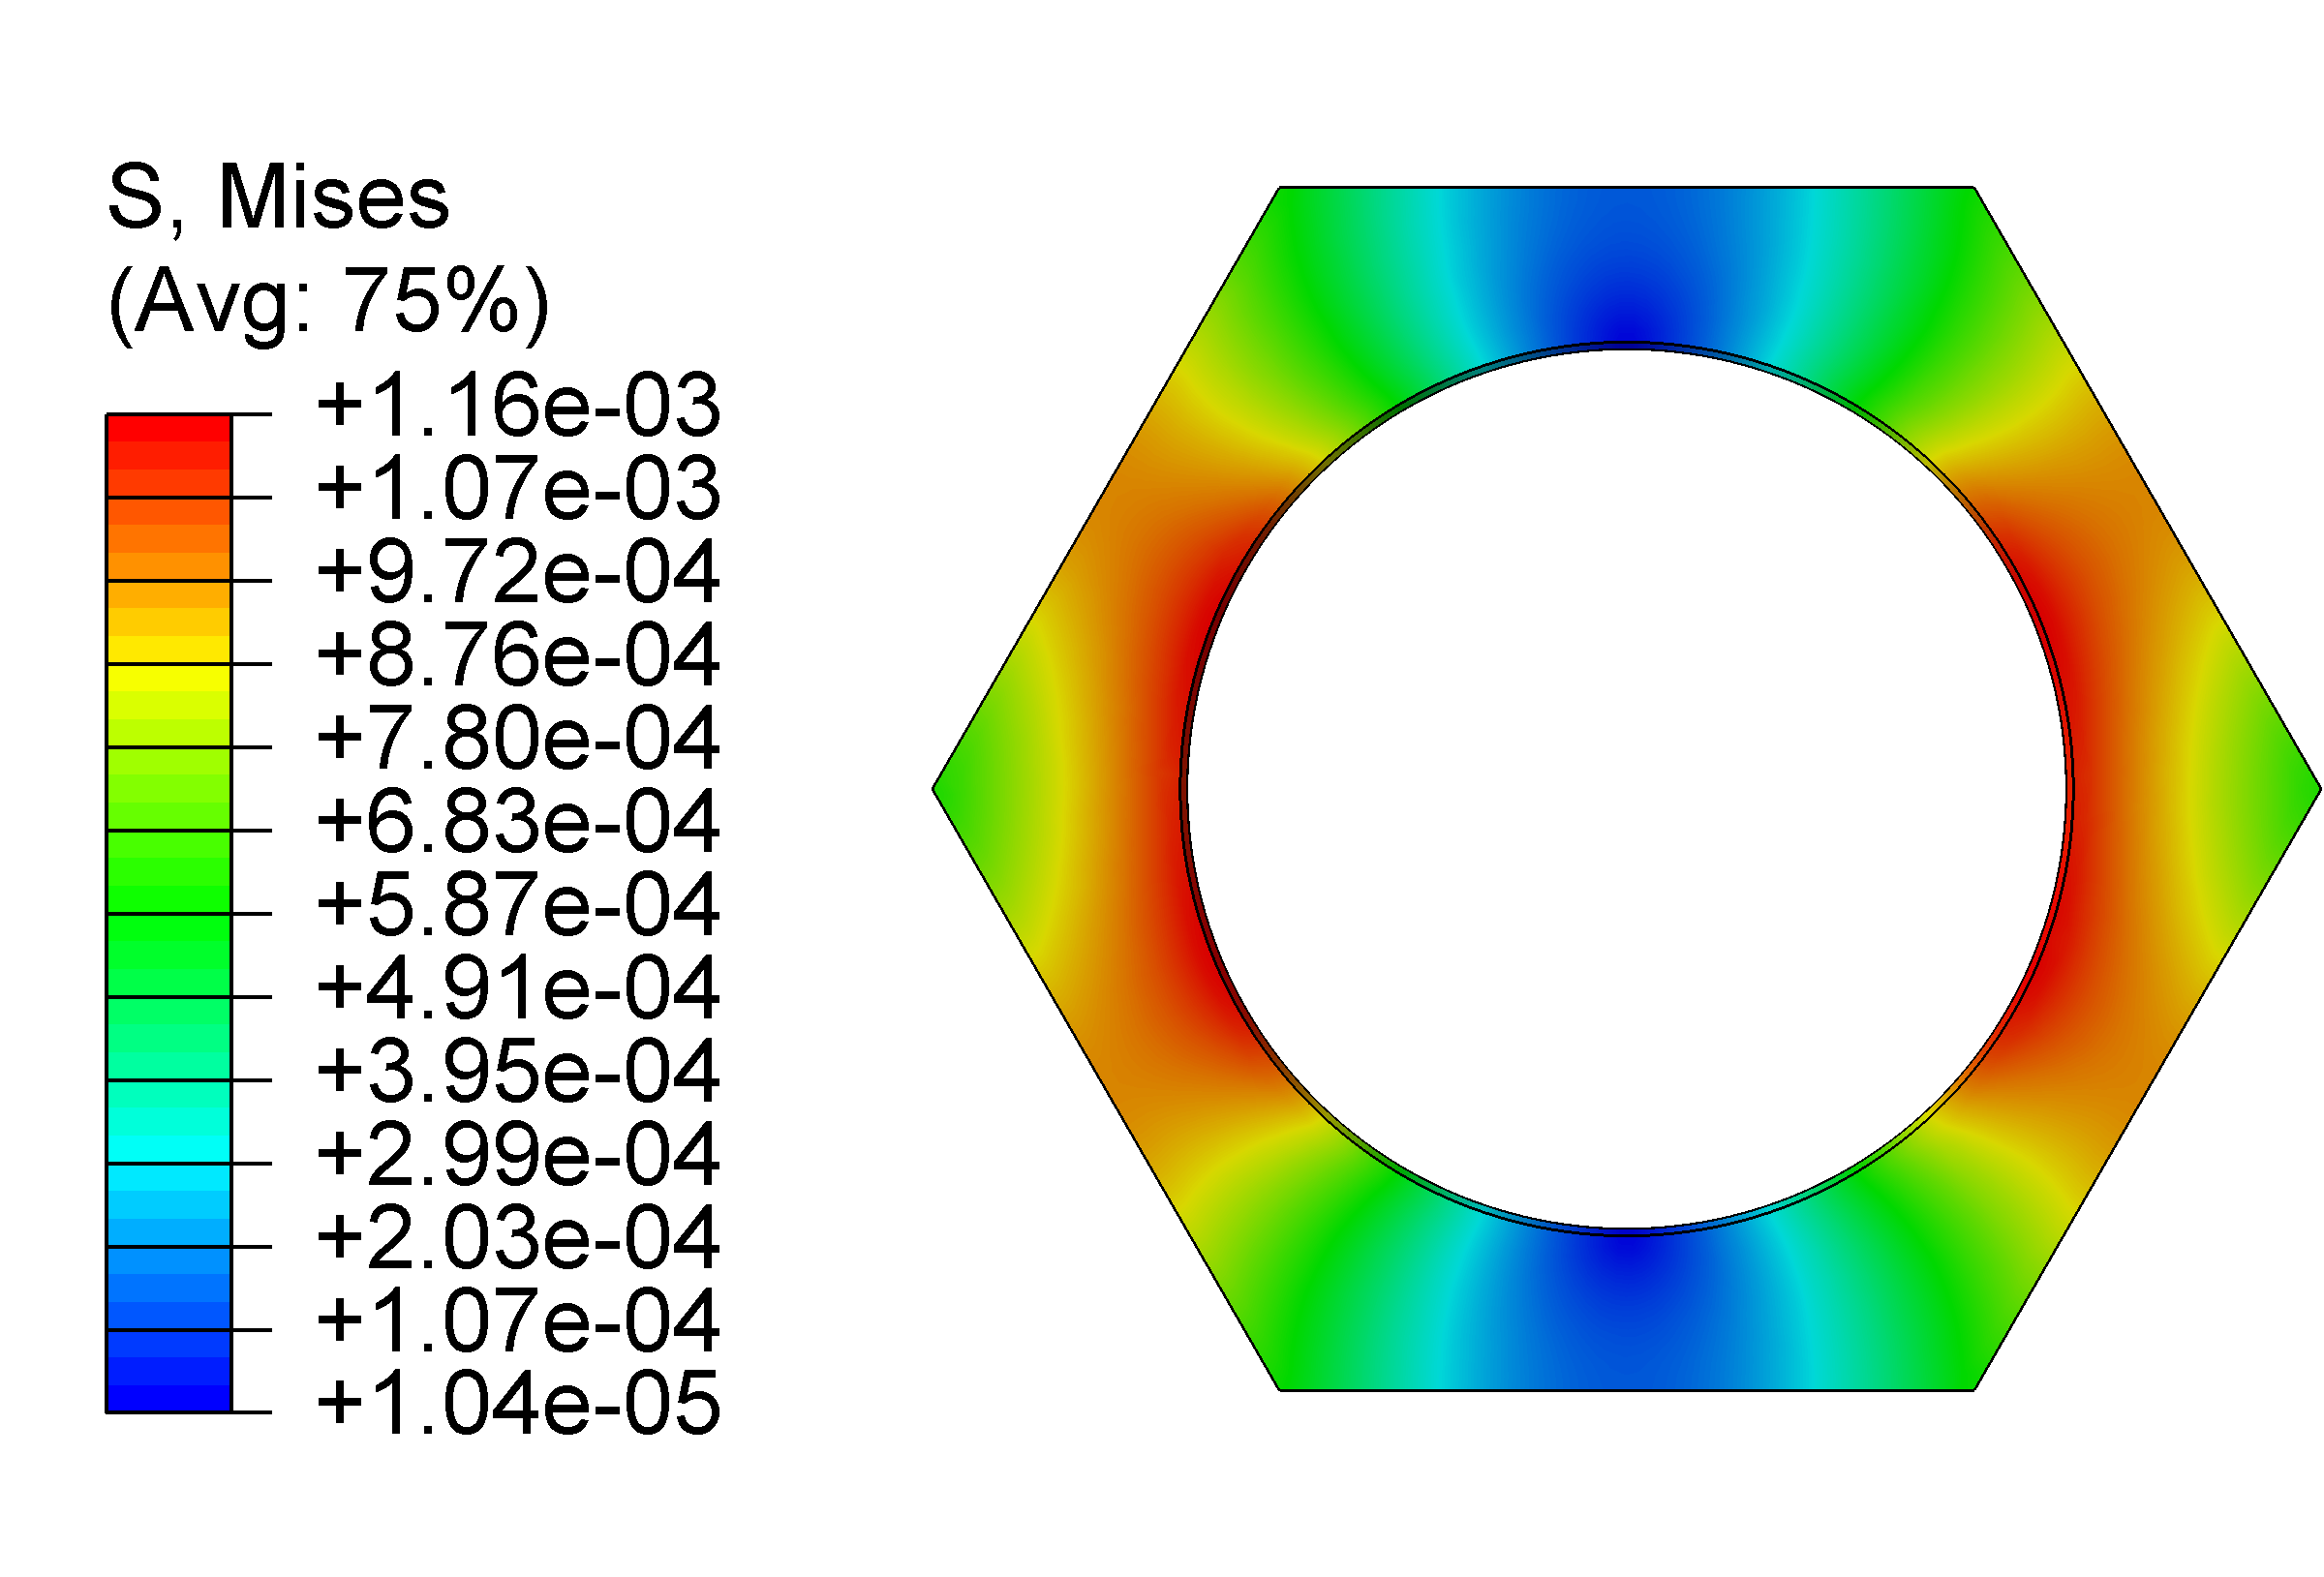 S, Mises
(Avg: 75%)
+1.16e-03
+1.07e-03
+9.72e-04
+8.76e-04
+7.80e-04
+6.83e-04
+5.87e-04
+4.91e-04
+3.95e-04
+2.99e-04
+2.03e-04
+1.07e-04
+1.04e-05